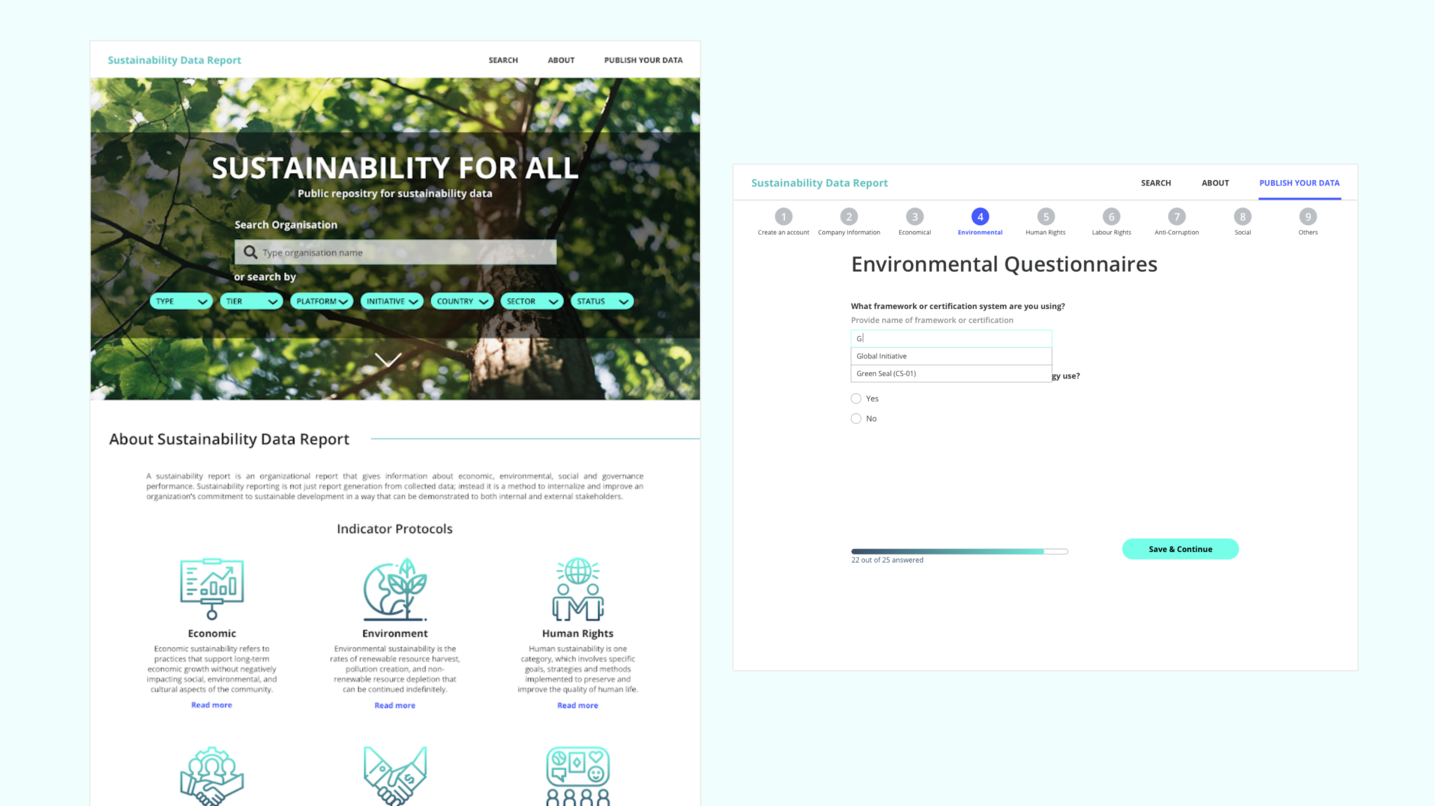 Sustainability Data Report
SEARCH
ABOUT
PUBLISH YOUR DATA
SUSTAINABILITY FOR ALL
Public repositry for sustainability data
Search Organisation
Type organisation name
or search by
TYPE
TIER
PLATFORM
INITIATIVE
COUNTRY
SECTOR
STATUS
About Sustainability Data Report
A sustainability report is an organizational report that gives information about economic, environmental, social and governance
performance. Sustainability reporting is not just report generation from collected data; instead it is a method to internalize and improve an
organization's commitment to sustainable development in a way that can be demonstrated to both internal and external stakeholders.
Indicator Protocols
Economic
Economic sustainability refers to
practices that support long-term
economic growth without negatively
impacting social, environmental, and
cultural aspects of the community.
Read more
Environment
Environmental sustainability is the
rates of renewable resource harvest,
pollution creation, and non-
renewable resource depletion that
can be continued indefinitely.
Read more
Human Rights
Human sustainability is one
category, which involves specific
goals, strategies and methods
implemented to preserve and
improve the quality of human life.
Read more
Sustainability Data Report
SEARCH
ABOUT
PUBLISH YOUR DATA
1
Create an account
2
Company Information
3
Economical
4
Environmental
5
Human Rights
6
Labour Rights
7
Anti-Corruption
8
Social
9
Others
Environmental Questionnaires
What framework or certification system are you using?
Provide name of framework or certification
G
Global Initiative
Green Seal (CS-01)
gy use?
Yes
No
22 out of 25 answered
Save & Continue